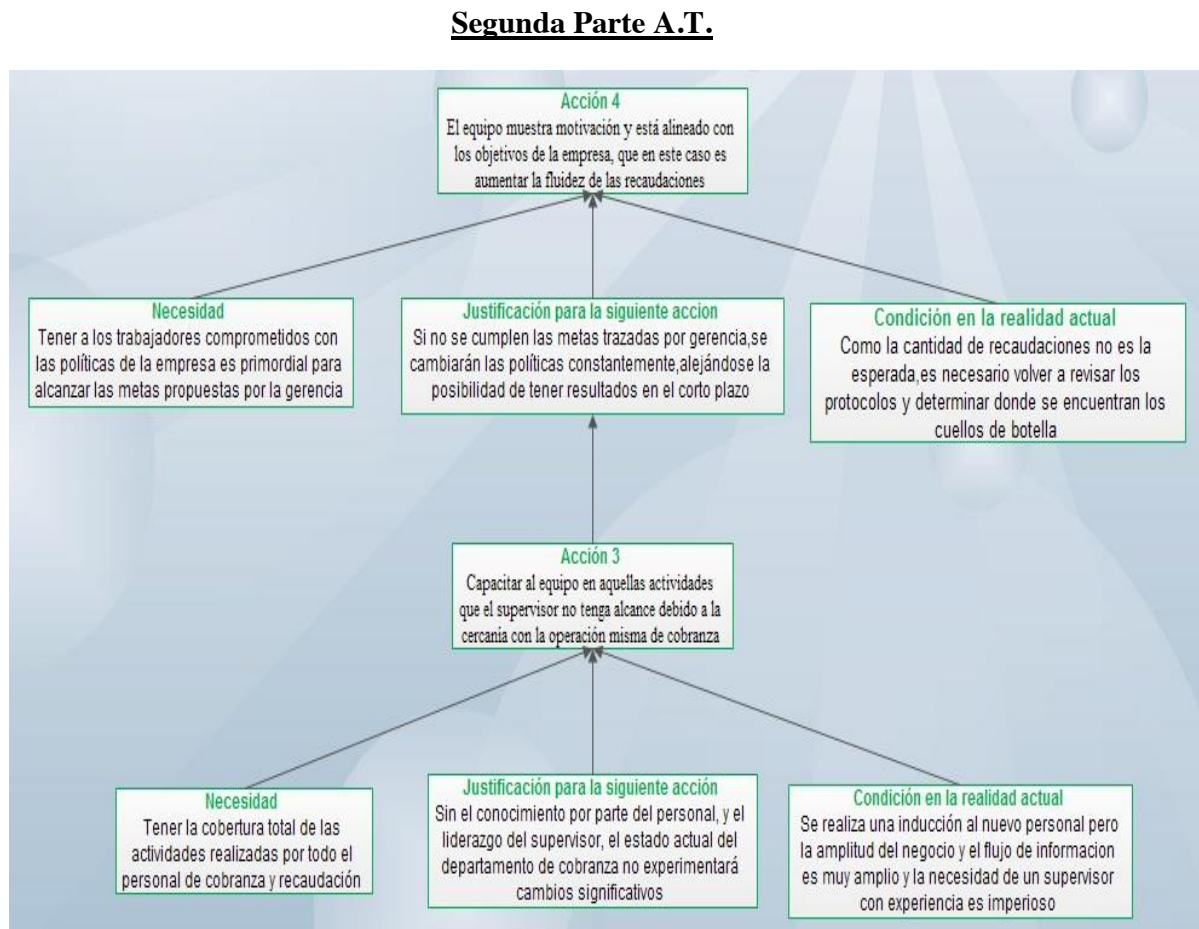 Segunda Parte A.T.
Acción 4
El equipo muestra motivación y está alineado con
los objetivos de la empresa, que en este caso es
aumentar la fluidez de las recaudaciones
Necesidad
Tener a los trabajadores comprometidos con
las políticas de la empresa es primordial para
alcanzar las metas propuestas por la gerencia
Justificación para la siguiente accion
Si no se cumplen las metas trazadas por gerencia,se
cambiarán las políticas constantemente,alejándose la
posibilidad de tener resultados en el corto plazo
Condición en la realidad actual
Como la cantidad de recaudaciones no es la
esperada,es necesario volver a revisar los
protocolos y determinar donde se encuentran los
cuellos de botella
Acción 3
Capacitar al equipo en aquellas actividades
que el supervisor no tenga alcance debido a la
cercanía con la operación misma de cobranza
Necesidad
Tener la cobertura total de las
actividades realizadas por todo el
personal de cobranza y recaudación
Justificación para la siguiente acción
Sin el conocimiento por parte del personal, y el
liderazgo del supervisor, el estado actual del
departamento de cobranza no experimentará
cambios significativos
Condición en la realidad actual
Se realiza una inducción al nuevo personal pero
la amplitud del negocio y el flujo de informacion
es muy amplio y la necesidad de un supervisor
con experiencia es imperioso